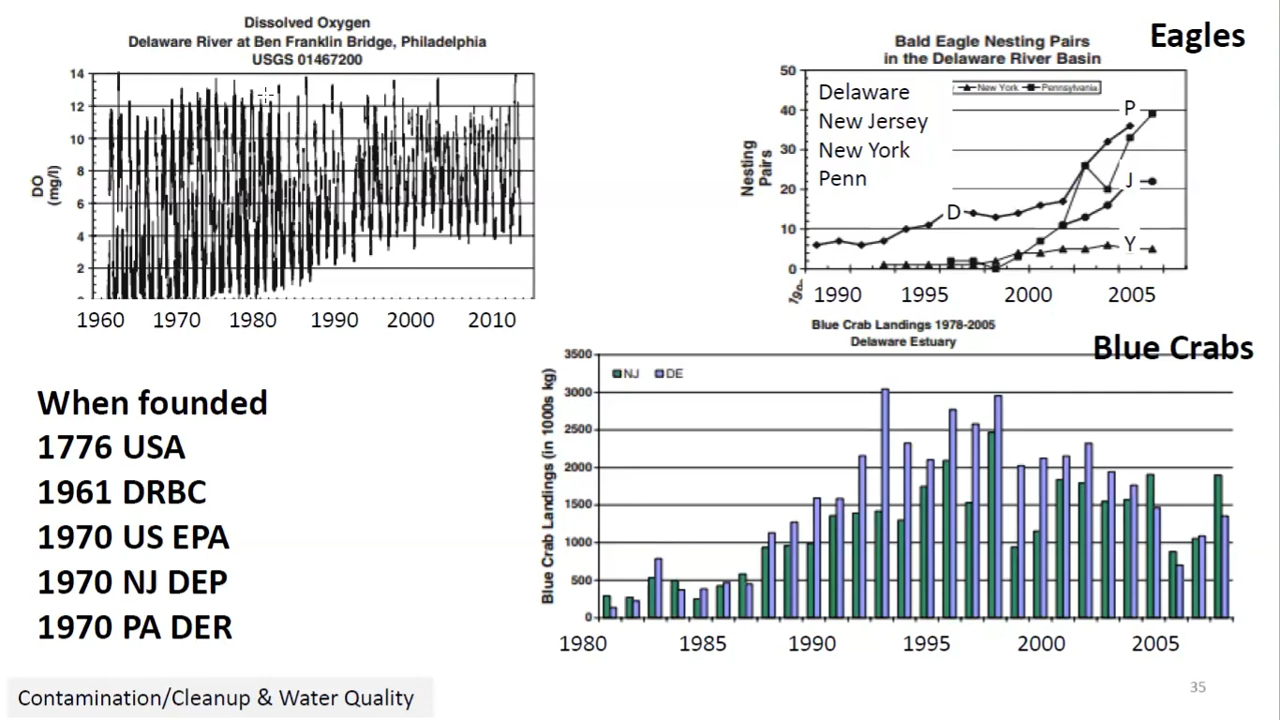 Dissolved Oxygen
Delaware River at Ben Franklin Bridge, Philadelphia
USGS 01467200
DO
(mg/l)
14
12
10
8
6
4
2
1960 1970 1980 1990 2000 2010
Eagles
Bald Eagle Nesting Pairs
in the Delaware River Basin
Nesting
Pairs
50
40
30
20
10
0
New York Pennsylvania
Delaware
New Jersey
New York
Penn
P
J
D
Y
1990 1995 2000 2005
Blue Crab Landings 1978-2005
Delaware Estuary
Blue Crabs
Blue Crab Landings (in 1000s kg)
3500
3000
2500
2000
1500
1000
500
0
NJ DE
1980 1985 1990 1995 2000 2005
When founded
1776 USA
1961 DRBC
1970 US EPA
1970 NJ DEP
1970 PA DER
Contamination/Cleanup & Water Quality
35